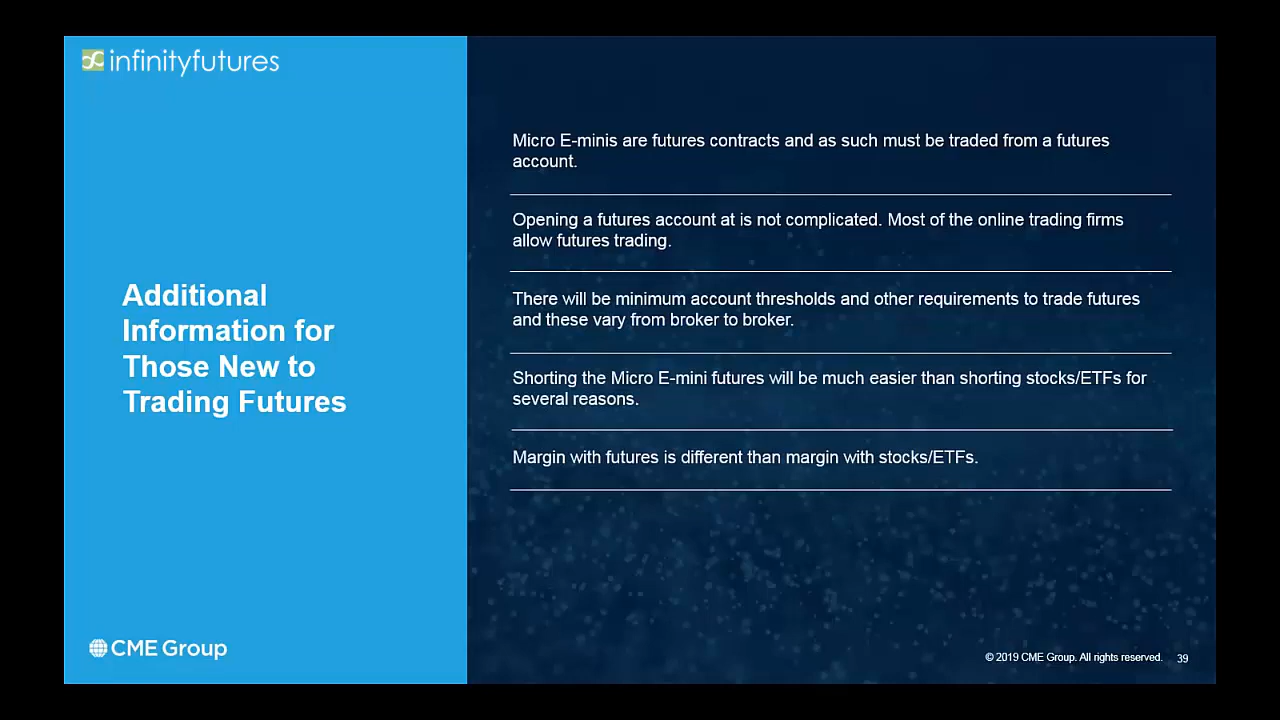 infinityfutures
Additional
Information for
Those New to
Trading Futures
CME Group
Micro E-minis are futures contracts and as such must be traded from a futures
account.
Opening a futures account at is not complicated. Most of the online trading firms
allow futures trading.
There will be minimum account thresholds and other requirements to trade futures
and these vary from broker to broker.
Shorting the Micro E-mini futures will be much easier than shorting stocks/ETFs for
several reasons.
Margin with futures is different than margin with stocks/ETFs.
© 2019 CME Group. All rights reserved. 39